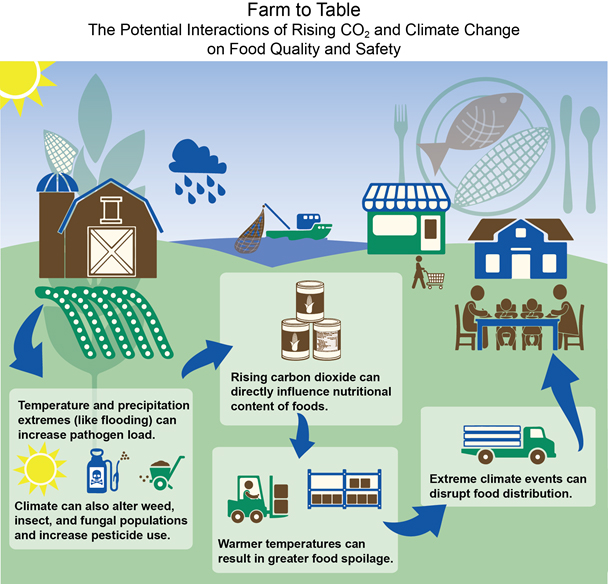 Farm to Table
The Potential Interactions of Rising CO₂ and Climate Change
on Food Quality and Safety
Rising carbon dioxide can
directly influence nutritional
content of foods.
Temperature and precipitation
extremes (like flooding) can
increase pathogen load.
Climate can also alter weed,
insect, and fungal populations
and increase pesticide use.
Warmer temperatures can
result in greater food spoilage.
Extreme climate events can
disrupt food distribution.